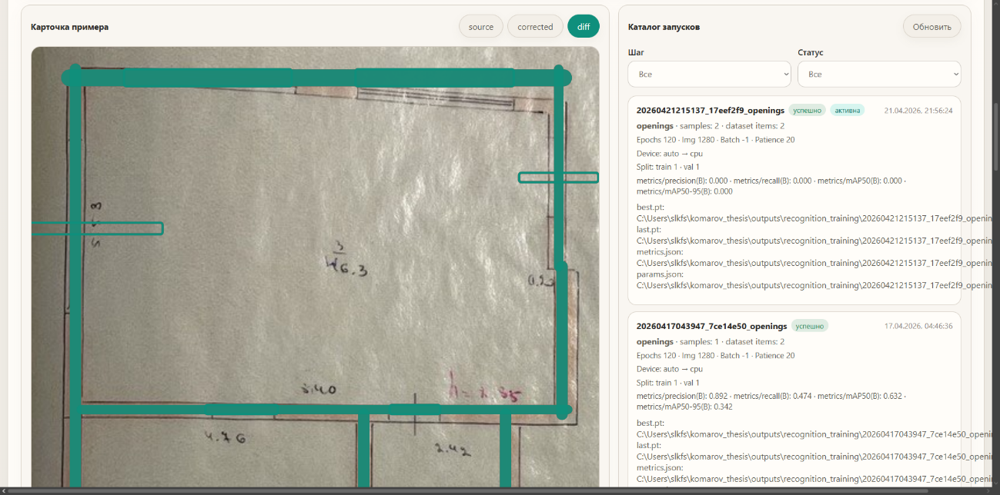 Карточка примера
source
corrected
diff
5 63
3
46.3
0.2
5.40
h = 2.85
4.76
2.42
Каталог запусков
Обновить
Шаг
Статус
Все
Все
20260421215137_17eef2f9_openings
успешно
активна
21.04.2026, 21:56:24
openings · samples: 2 · dataset items: 2
Epochs 120 · Img 1280 · Batch -1 · Patience 20
Device: auto → cpu
Split: train 1 · val 1
metrics/precision(B): 0.000 · metrics/recall(B): 0.000 · metrics/mAP50(B): 0.000 ·
metrics/mAP50-95(B): 0.000
best.pt:
C:\Users\slkfs\komarov_thesis\outputs\recognition_training\20260421215137_17eef2f9_openin
last.pt:
C:\Users\slkfs\komarov_thesis\outputs\recognition_training\20260421215137_17eef2f9_openin
metrics.json:
C:\Users\slkfs\komarov_thesis\outputs\recognition_training\20260421215137_17eef2f9_openin
params.json:
C:\Users\slkfs\komarov_thesis\outputs\recognition_training\20260421215137_17eef2f9_openin
20260417043947_7ce14e50_openings
успешно
17.04.2026, 04:46:36
openings · samples: 1 · dataset items: 2
Epochs 120 · Img 1280 · Batch -1 · Patience 20
Device: auto → cpu
Split: train 1 · val 1
metrics/precision(B): 0.892 · metrics/recall(B): 0.474 · metrics/mAP50(B): 0.632 ·
metrics/mAP50-95(B): 0.342
best.pt:
C:\Users\slkfs\komarov_thesis\outputs\recognition_training\20260417043947_7ce14e50_openi
last.pt:
C:\Users\slkfs\komarov_thesis\outputs\recognition_training\20260417043947_7ce14e50_openi
metrics.json:
C:\Users\slkfs\komarov_thesis\outputs\recognition_training\20260417043947_7ce14e50_openi